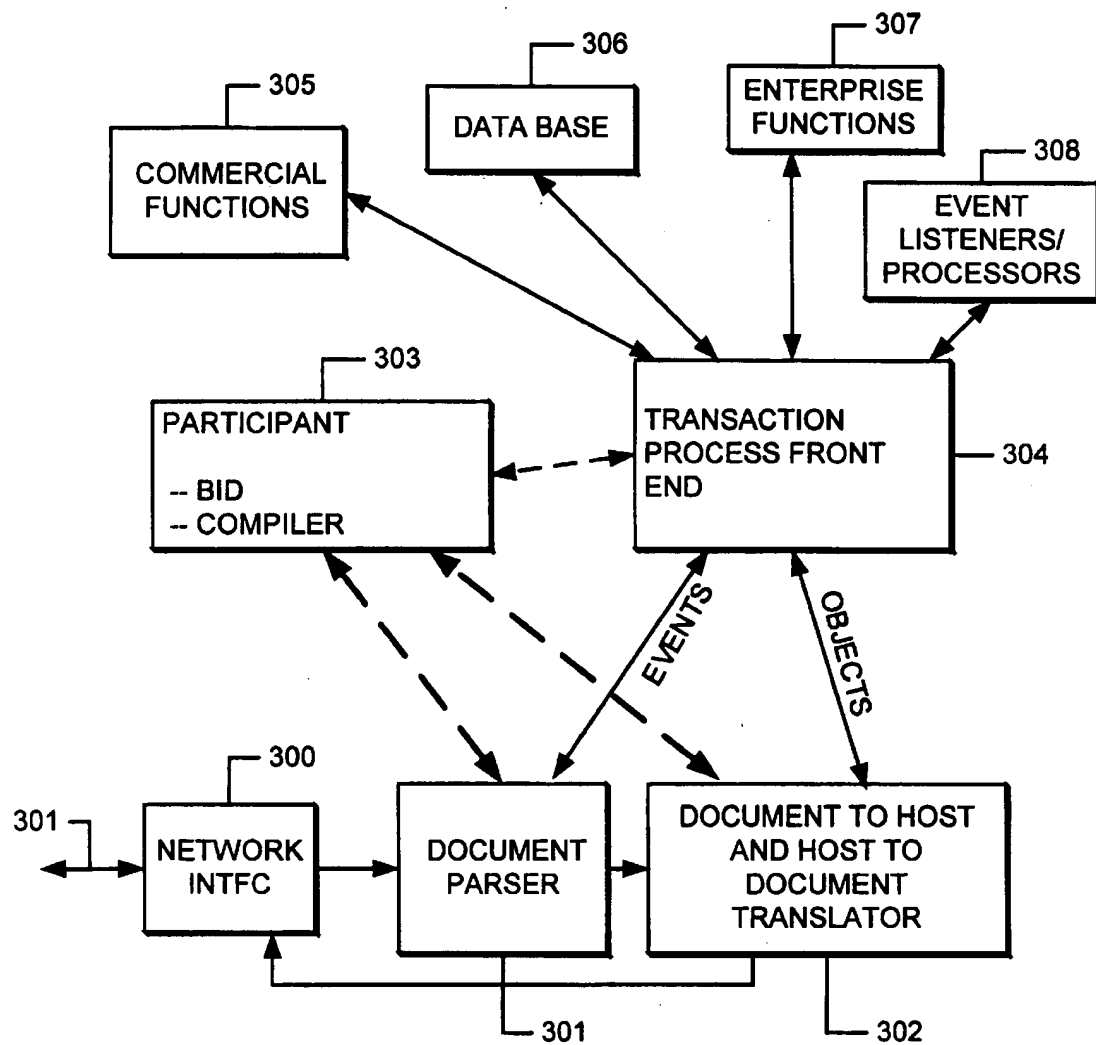 306
307
305
DATA BASE
ENTERPRISE
FUNCTIONS
308
COMMERCIAL
FUNCTIONS
EVENT
LISTENERS/
PROCESSORS
303
PARTICIPANT
-- BID
-- COMPILER
TRANSACTION
PROCESS FRONT
END
304
EVENTS
OBJECTS
300
301
NETWORK
INTFC
DOCUMENT
PARSER
DOCUMENT TO HOST
AND HOST TO
DOCUMENT
TRANSLATOR
301
302